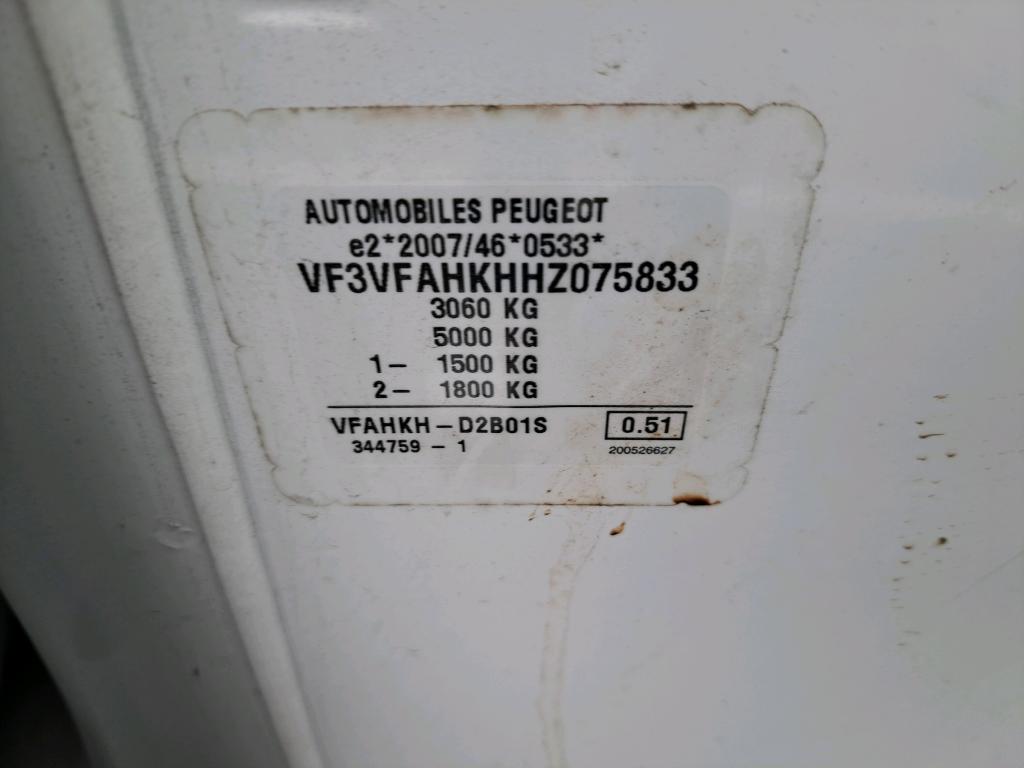 AUTOMOBILES PEUGEOT
e2*2007/46*0533*
VF3VFAHKHHZ075833
3060 KG
5000 KG
1- 1500 KG
2- 1800 KG
VFAHKH-D2B01S 0.51
344759-1 200526627